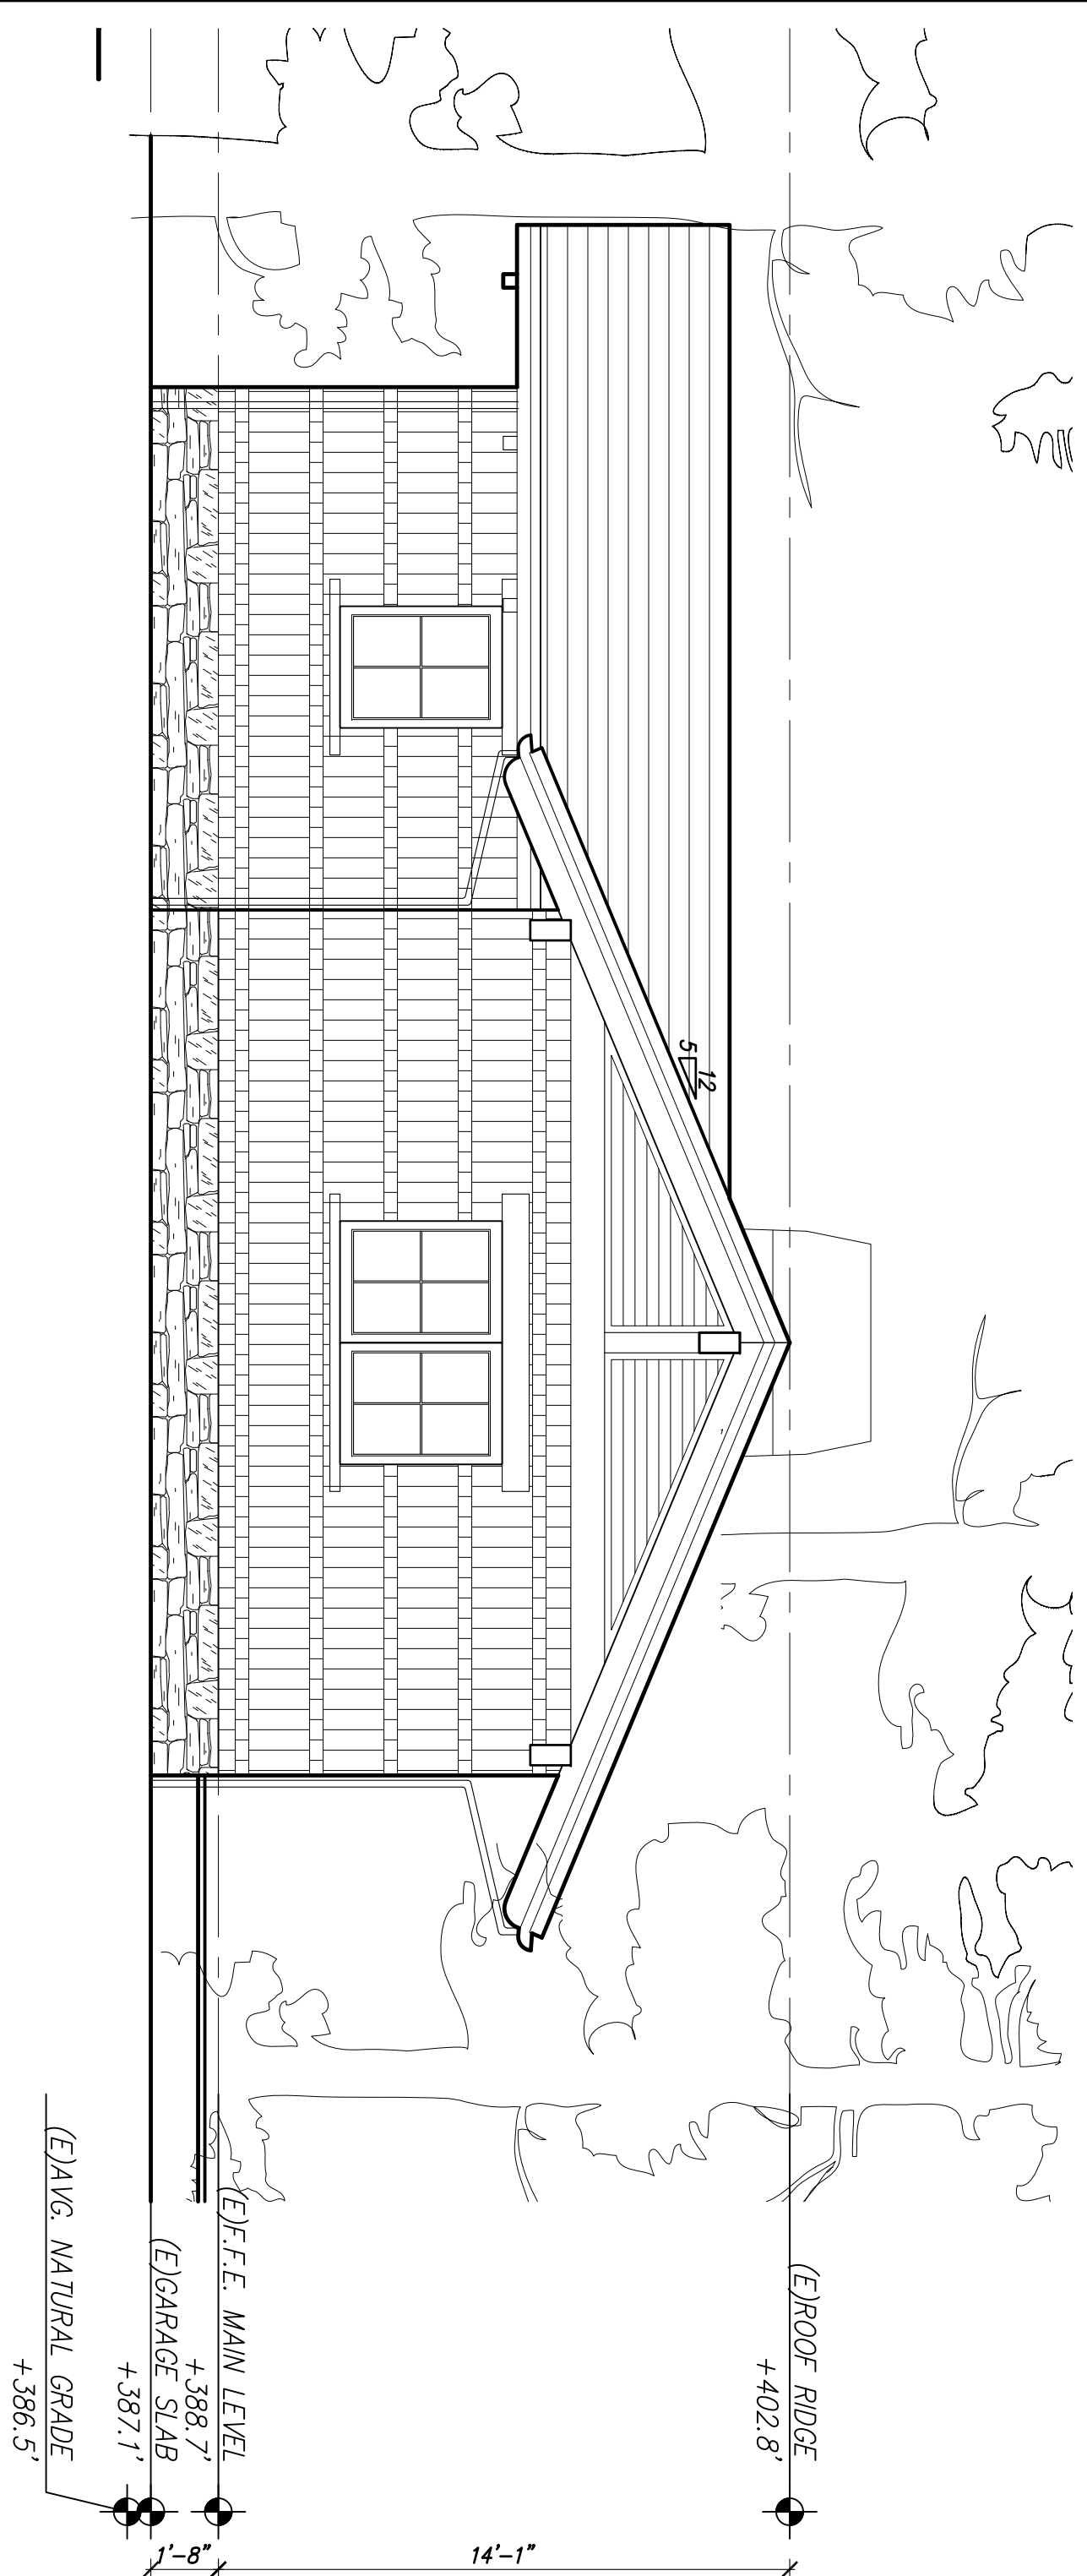 12
5
(E)ROOF RIDGE
+402.8'
(E)F.F.E. MAIN LEVEL
+388.7'
(E)GARAGE SLAB
+387.1'
(E)AVG. NATURAL GRADE
+386.5'
14'-1"
1'-8"